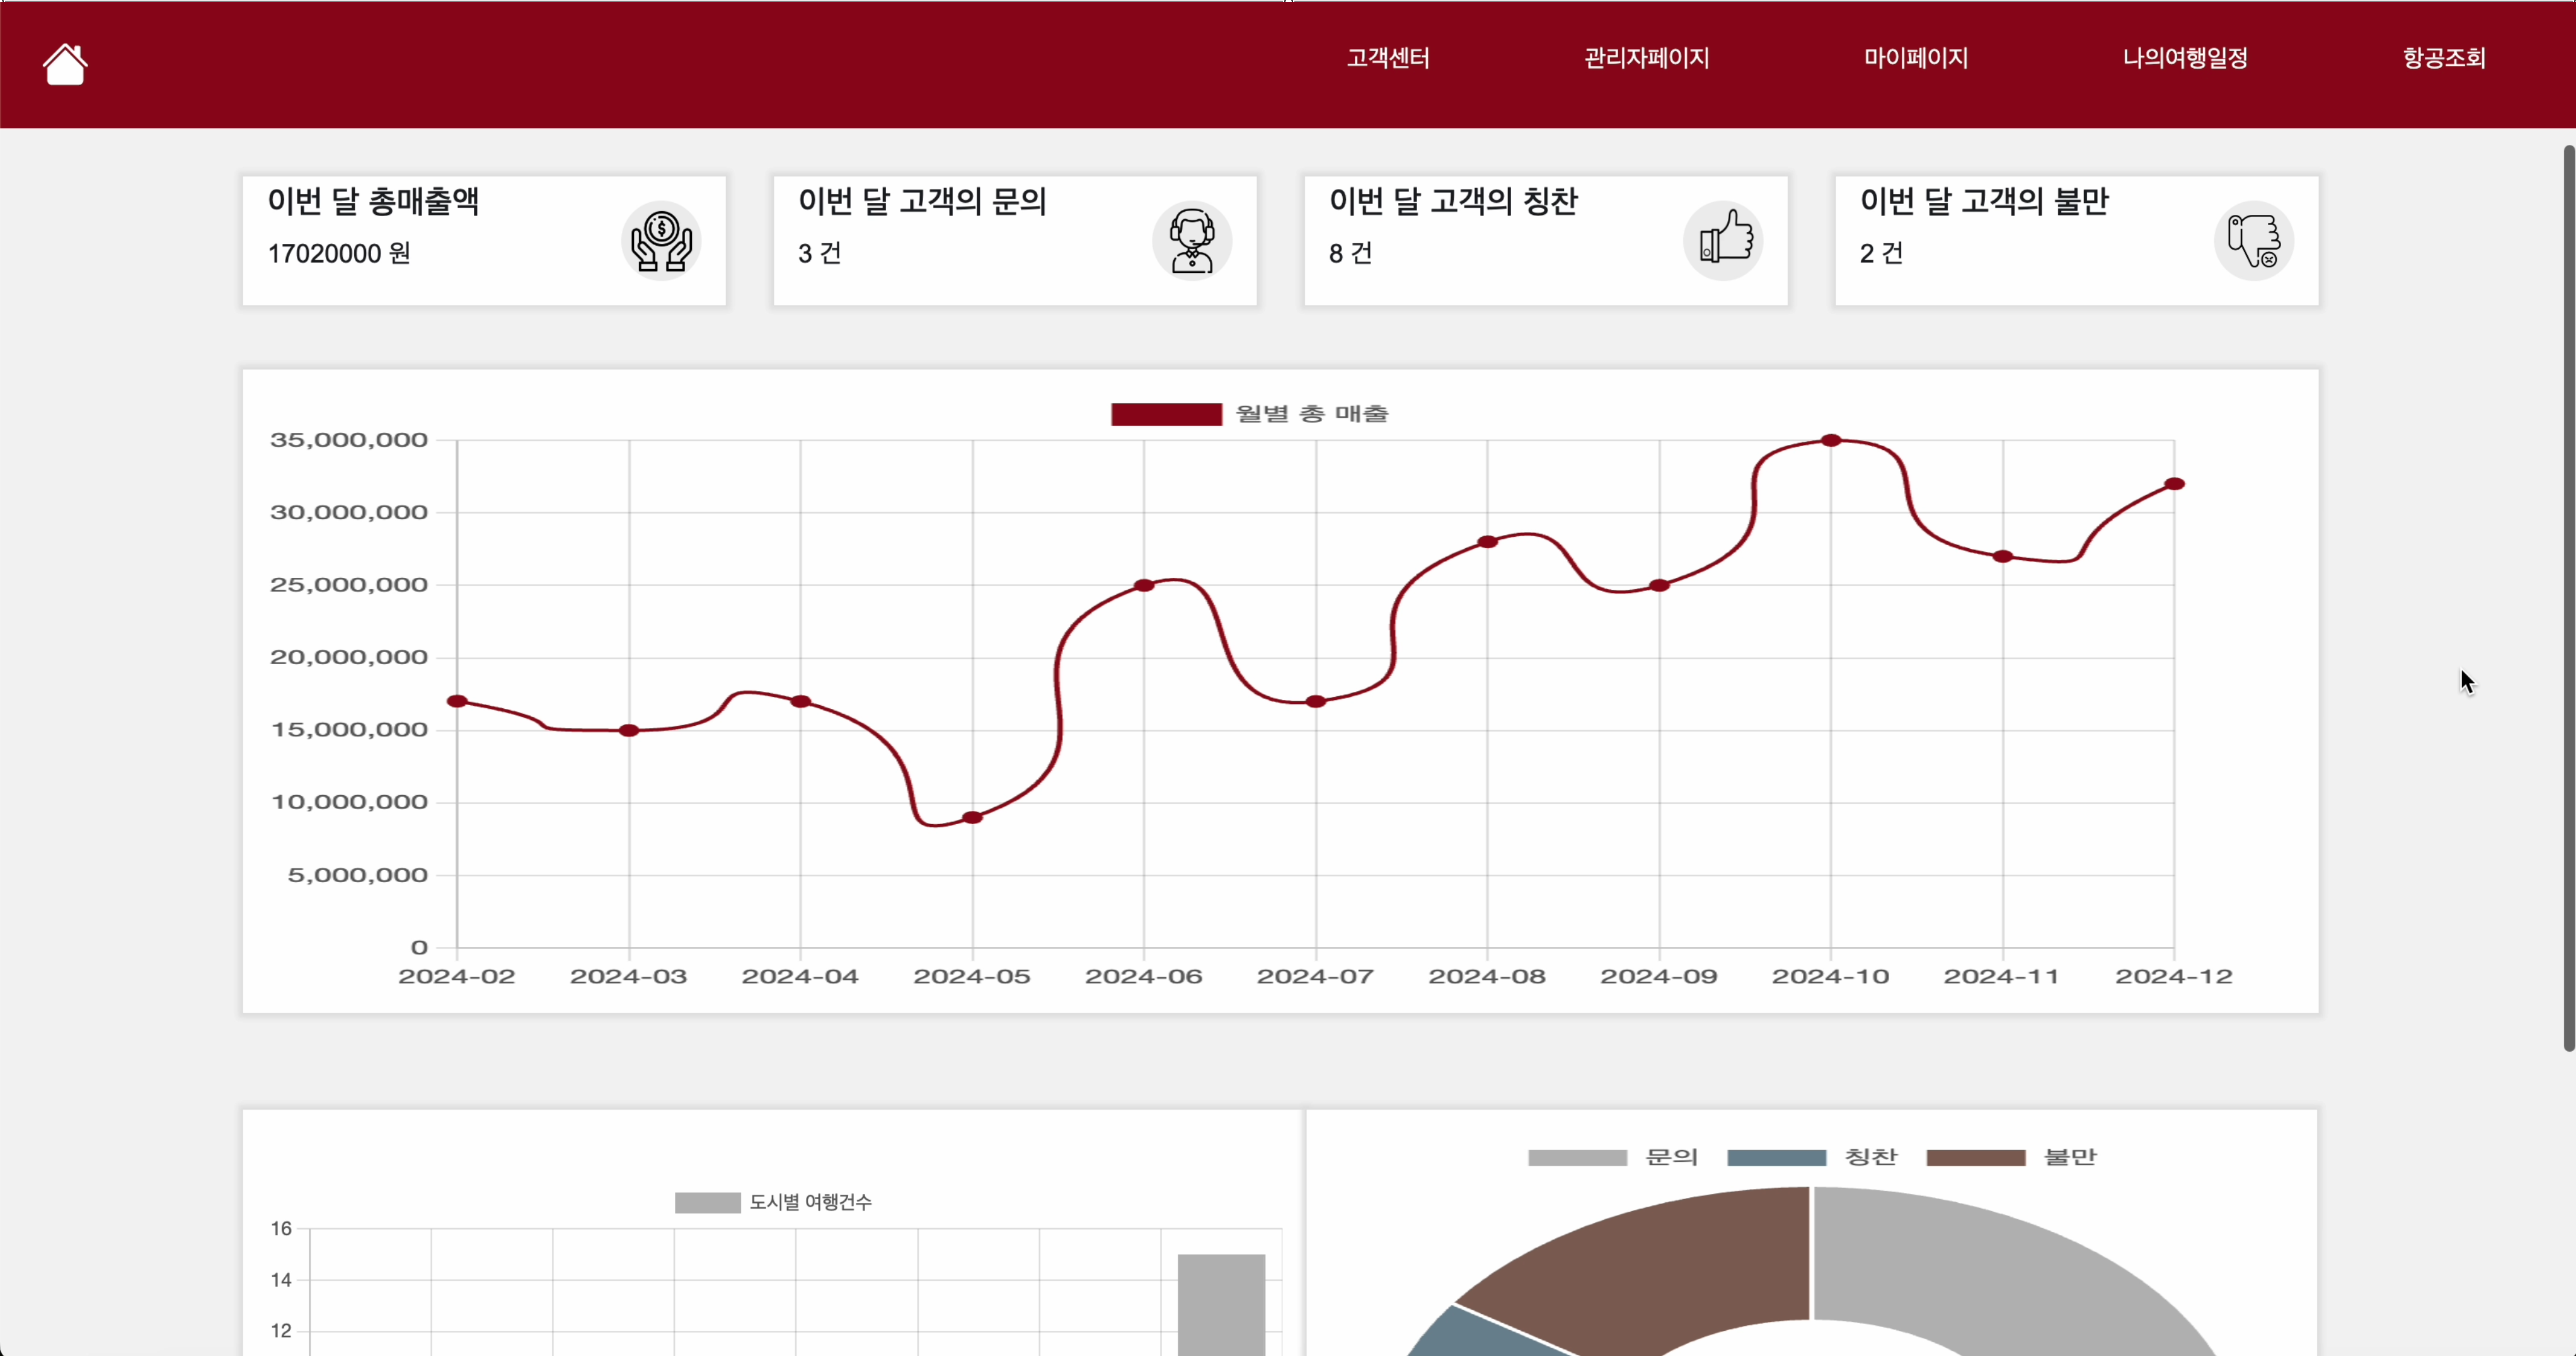 고객센터 관리자페이지 마이페이지 나의여행일정 항공조회
이번 달 총매출액
17020000 원
이번 달 고객의 문의
3 건
이번 달 고객의 칭찬
8 건
이번 달 고객의 불만
2 건
월별 총 매출
35,000,000
30,000,000
25,000,000
20,000,000
15,000,000
10,000,000
5,000,000
0
2024-02 2024-03 2024-04 2024-05 2024-06 2024-07 2024-08 2024-09 2024-10 2024-11 2024-12
도시별 여행건수
16
14
12
문의 칭찬 불만